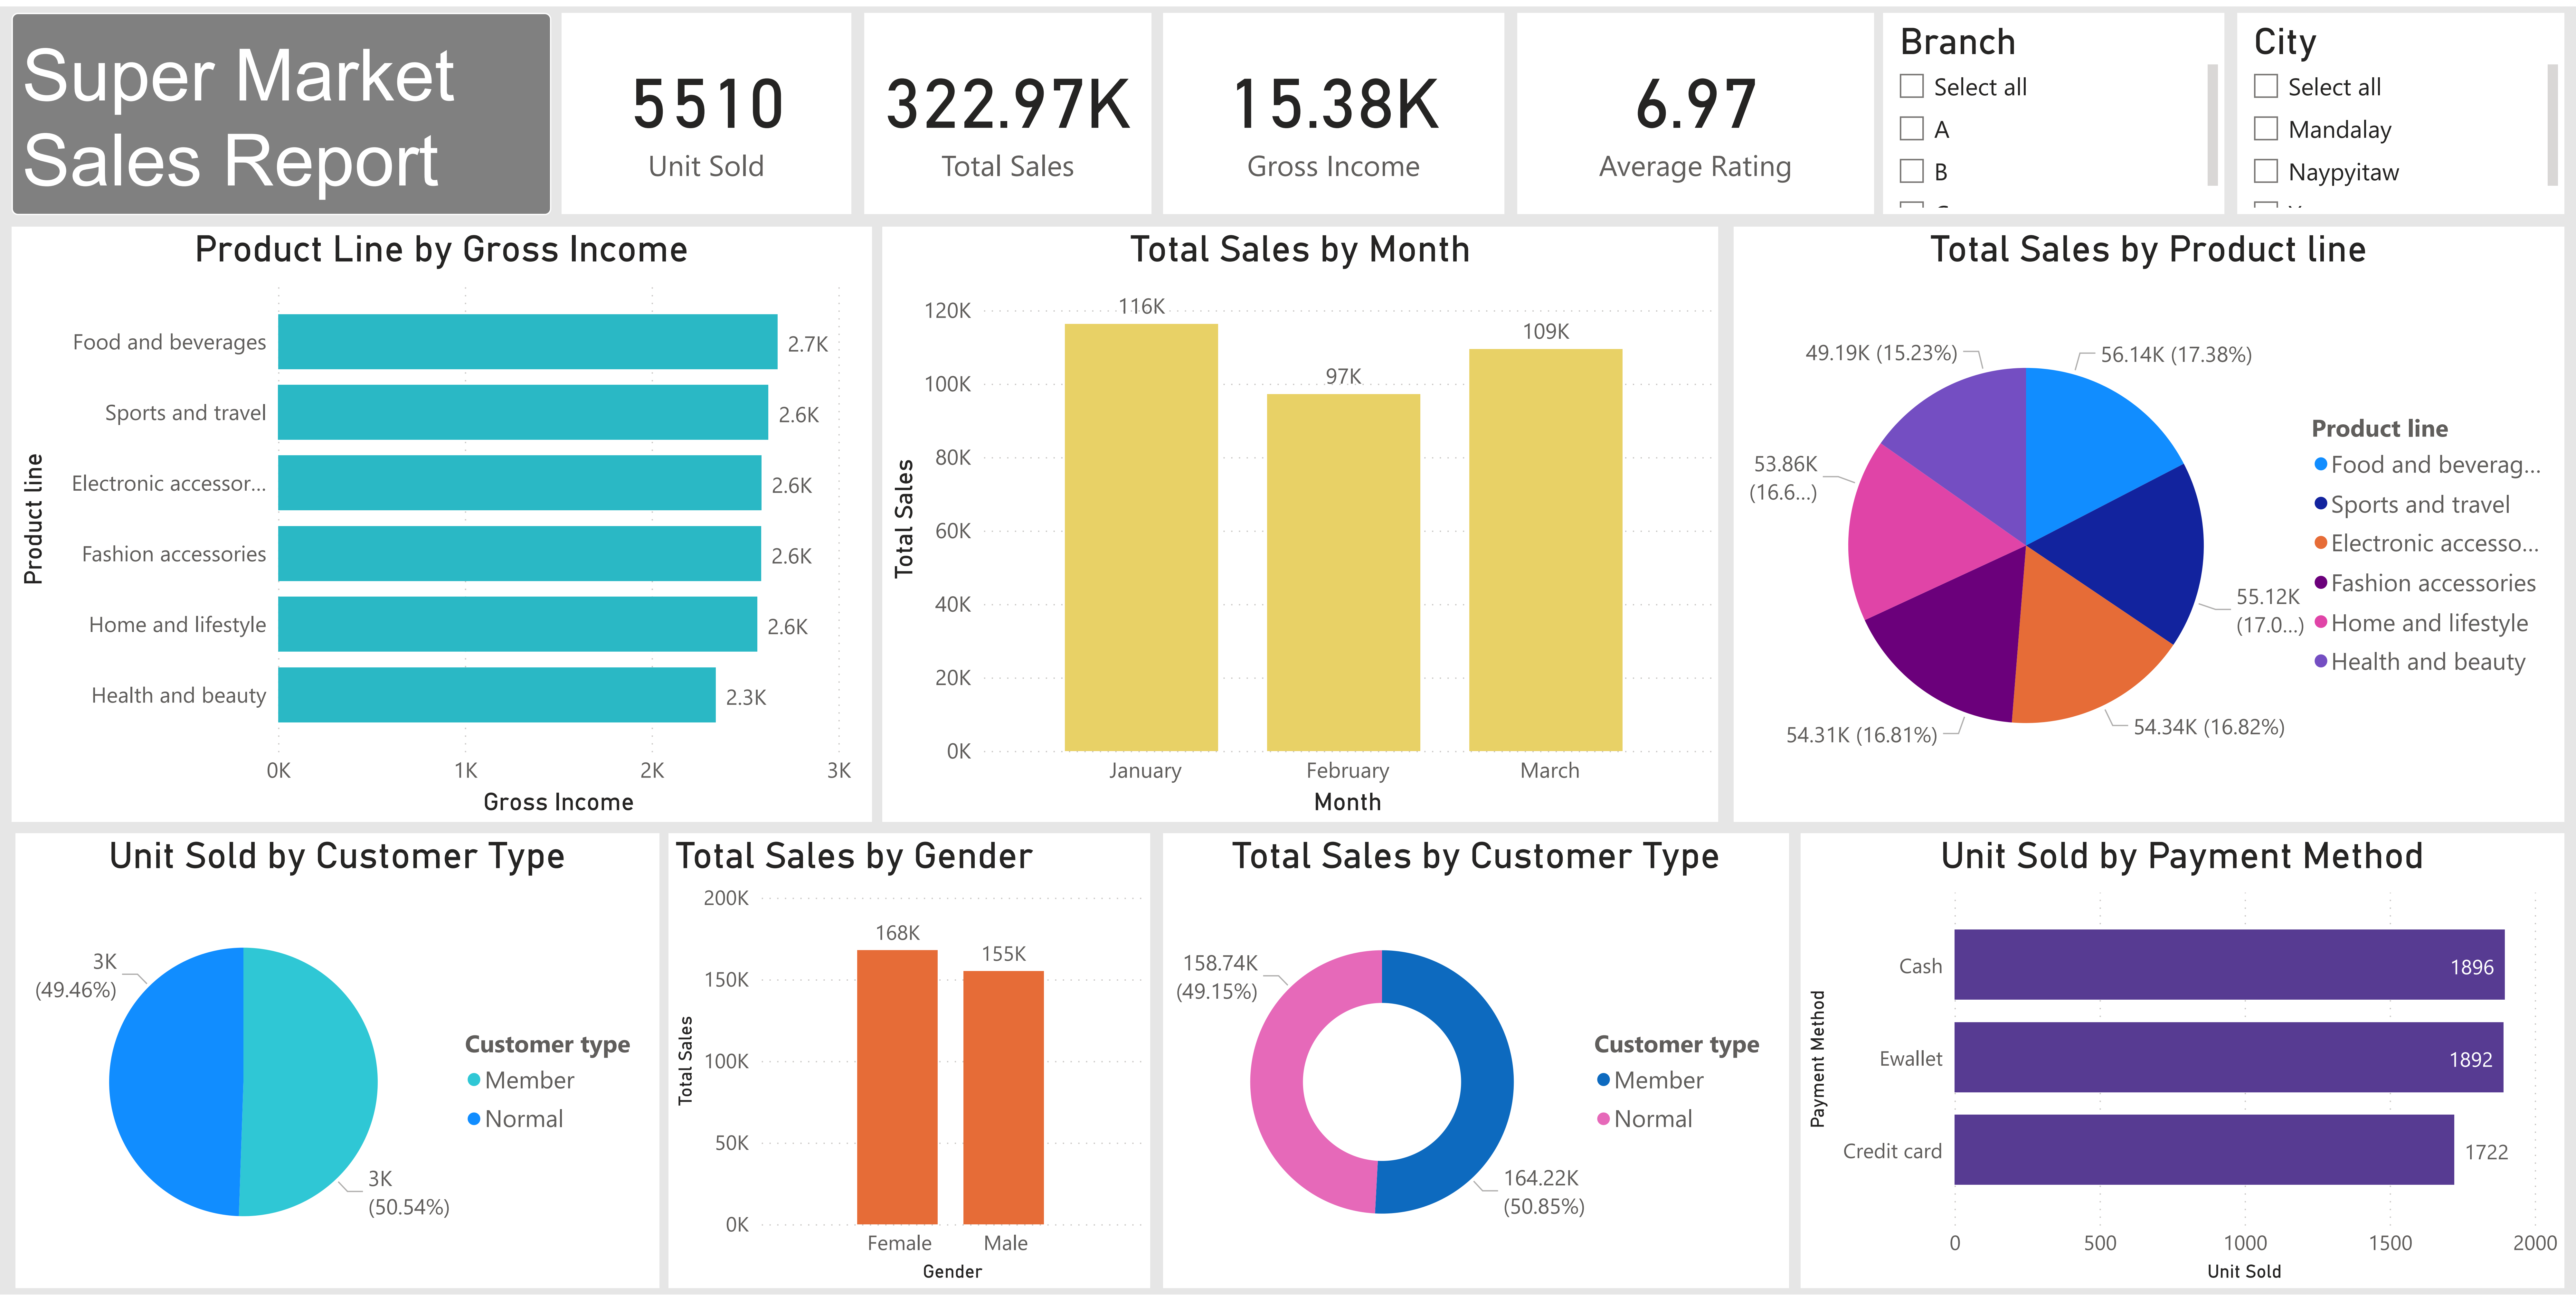 Super Market
Sales Report
5510
Unit Sold
322.97K
Total Sales
15.38K
Gross Income
6.97
Average Rating
Branch
Select all
A
B
City
Select all
Mandalay
Naypyitaw
Product Line by Gross Income
Product line
Food and beverages
2.7K
Sports and travel
2.6K
Electronic accessor...
2.6K
Fashion accessories
2.6K
Home and lifestyle
2.6K
Health and beauty
2.3K
0K 1K 2K 3K
Gross Income
Total Sales by Month
Total Sales
120K
100K
80K
60K
40K
20K
0K
116K
97K
109K
January February March
Month
Total Sales by Product line
49.19K (15.23%)
56.14K (17.38%)
53.86K
(16.6...)
55.12K
(17.0...)
54.31K (16.81%)
54.34K (16.82%)
Product line
Food and beverag...
Sports and travel
Electronic accesso...
Fashion accessories
Home and lifestyle
Health and beauty
Unit Sold by Customer Type
3K
(49.46%)
3K
(50.54%)
Customer type
Member
Normal
Total Sales by Gender
Total Sales
200K
150K
100K
50K
0K
168K
155K
Female Male
Gender
Total Sales by Customer Type
158.74K
(49.15%)
164.22K
(50.85%)
Customer type
Member
Normal
Unit Sold by Payment Method
Payment Method
Cash
1896
Ewallet
1892
Credit card
1722
0 500 1000 1500 2000
Unit Sold